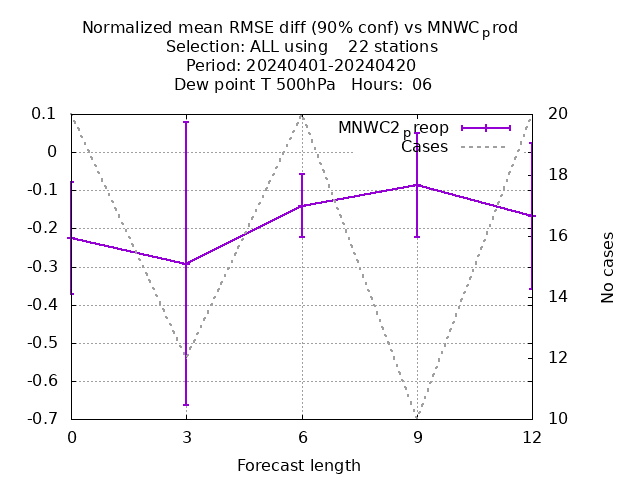 Normalized mean RMSE diff (90% conf) vs MNWCprod
Selection: ALL using    22 stations
Period: 20240401-20240420
Dew point T 500hPa   Hours: 06
MNWC2preop
Cases
0.1
0
-0.1
-0.2
-0.3
-0.4
-0.5
-0.6
-0.7
20
18
16
14
12
10
No cases
0
3
6
9
12
Forecast length